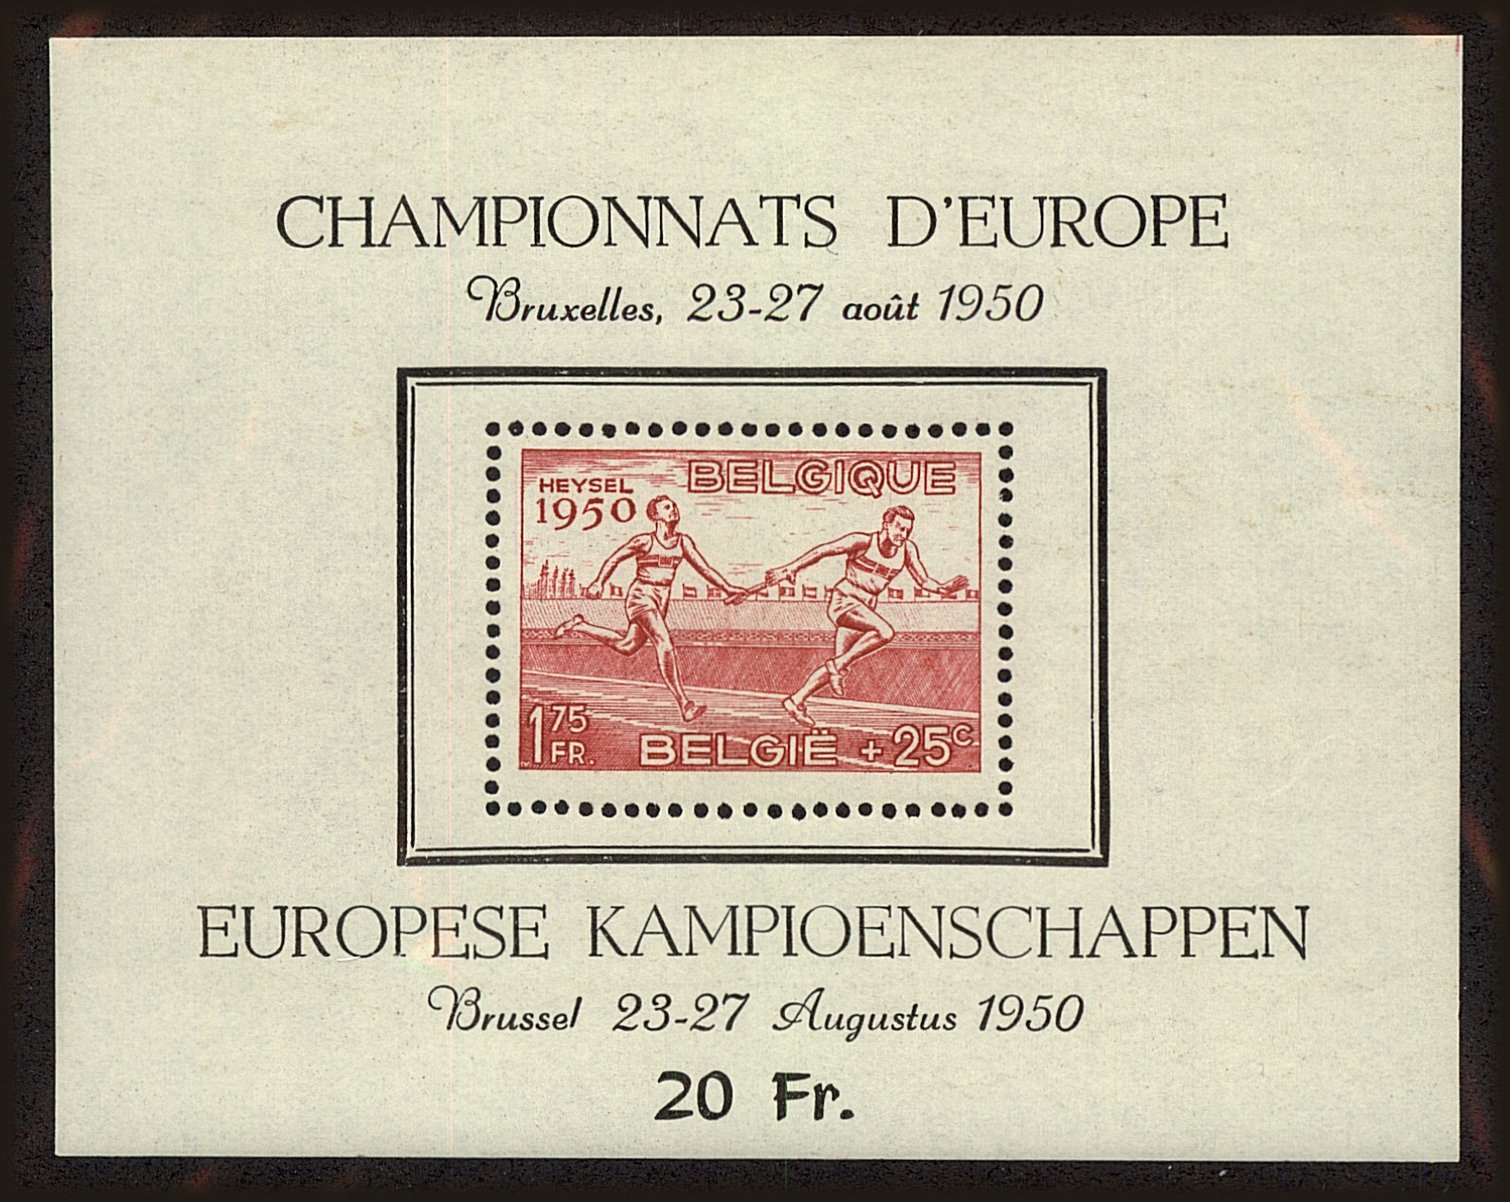 CHAMPIONNATS D'EUROPE
Bruxelles, 23-27 août 1950
HEYSEL BELGIQUE
1950
1 75 FR. BELGIË + 25 C
EUROPESE KAMPIOENSCHAPPEN
Brussel 23-27 Augustus 1950
20 Fr.